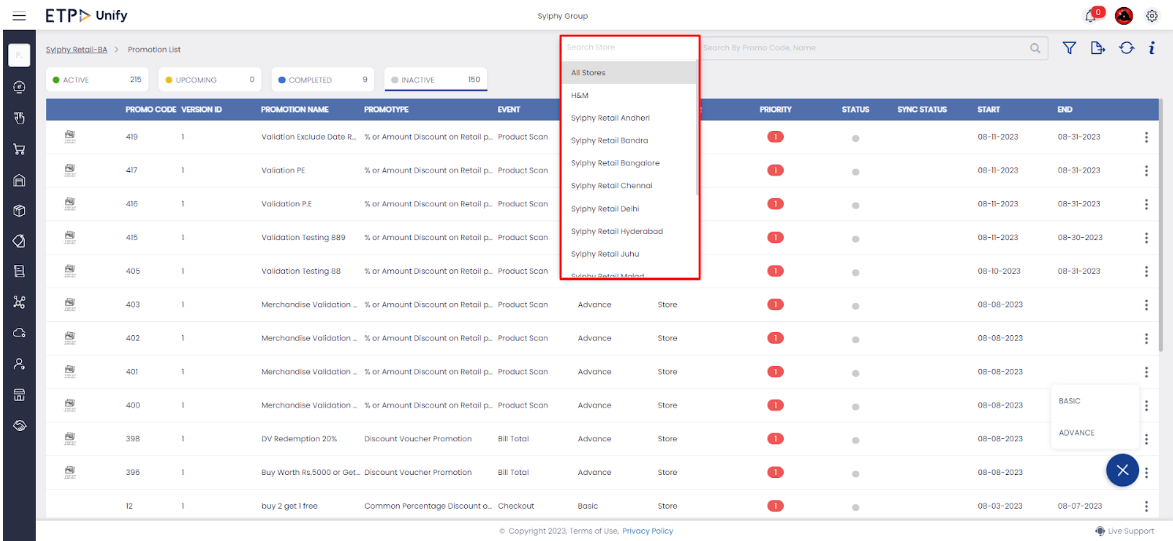 ETP Unify
Sylphy Group
0
Sylphy Retail-BA > Promotion List
Search Store
Search By Promo Code, Name
ACTIVE 215
UPCOMING 0
COMPLETED 9
INACTIVE 150
All Stores
H&M
Sylphy Retail Andheri
Sylphy Retail Bandra
Sylphy Retail Bangalore
Sylphy Retail Chennai
Sylphy Retail Delhi
Sylphy Retail Hyderabad
Sylphy Retail Juhu
Sylphy Retail Malad
PROMO CODE VERSION ID PROMOTION NAME PROMOTYPE EVENT PRIORITY STATUS SYNC STATUS START END
419 1 Validation Exclude Date R... % or Amount Discount on Retail p... Product Scan 1 08-11-2023 08-31-2023
417 1 Valiation PE % or Amount Discount on Retail p... Product Scan 1 08-11-2023 08-31-2023
416 1 Validation P.E % or Amount Discount on Retail p... Product Scan 1 08-11-2023 08-31-2023
415 1 Validation Testing 889 % or Amount Discount on Retail p... Product Scan 1 08-11-2023 08-30-2023
405 1 Validation Testing 88 % or Amount Discount on Retail p... Product Scan 1 08-10-2023 08-31-2023
403 1 Merchandise Validation ... % or Amount Discount on Retail p... Product Scan Advance Store 1 08-08-2023
402 1 Merchandise Validation ... % or Amount Discount on Retail p... Product Scan Advance Store 1 08-08-2023
401 1 Merchandise Validation ... % or Amount Discount on Retail p... Product Scan Advance Store 1 08-08-2023
400 1 Merchandise Validation ... % or Amount Discount on Retail p... Product Scan Advance Store 1 08-08-2023
398 1 DV Redemption 20% Discount Voucher Promotion Bill Total Advance Store 1 08-08-2023
396 1 Buy Worth Rs.5000 or Get... Discount Voucher Promotion Bill Total Advance Store 1 08-08-2023
12 1 buy 2 get 1 free Common Percentage Discount o... Checkout Basic Store 1 08-03-2023 08-07-2023
BASIC
ADVANCE
© Copyright 2023, Terms of Use, Privacy Policy
Live Support